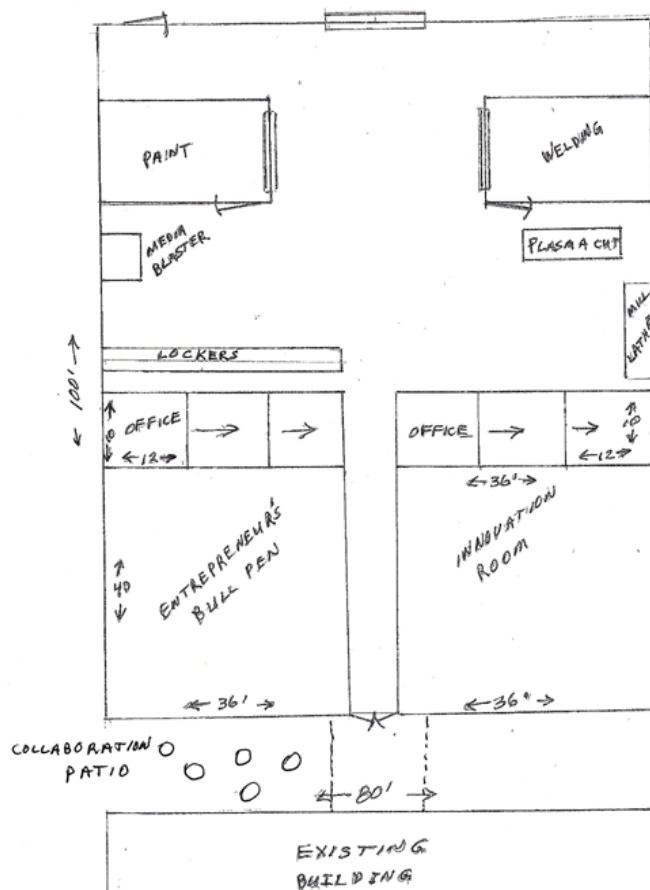 PAINT
WELDING
MEDIA
BLASTER
PLASMA CUT
MILL
LATHE
LOCKERS
100'
10
OFFICE
12
OFFICE
10
12
36'
ENTREPRENEUR'S
BULL PEN
INNOVATION
ROOM
40
36'
36"
COLLABORATION
PATIO
80'
EXISTING
BUILDING